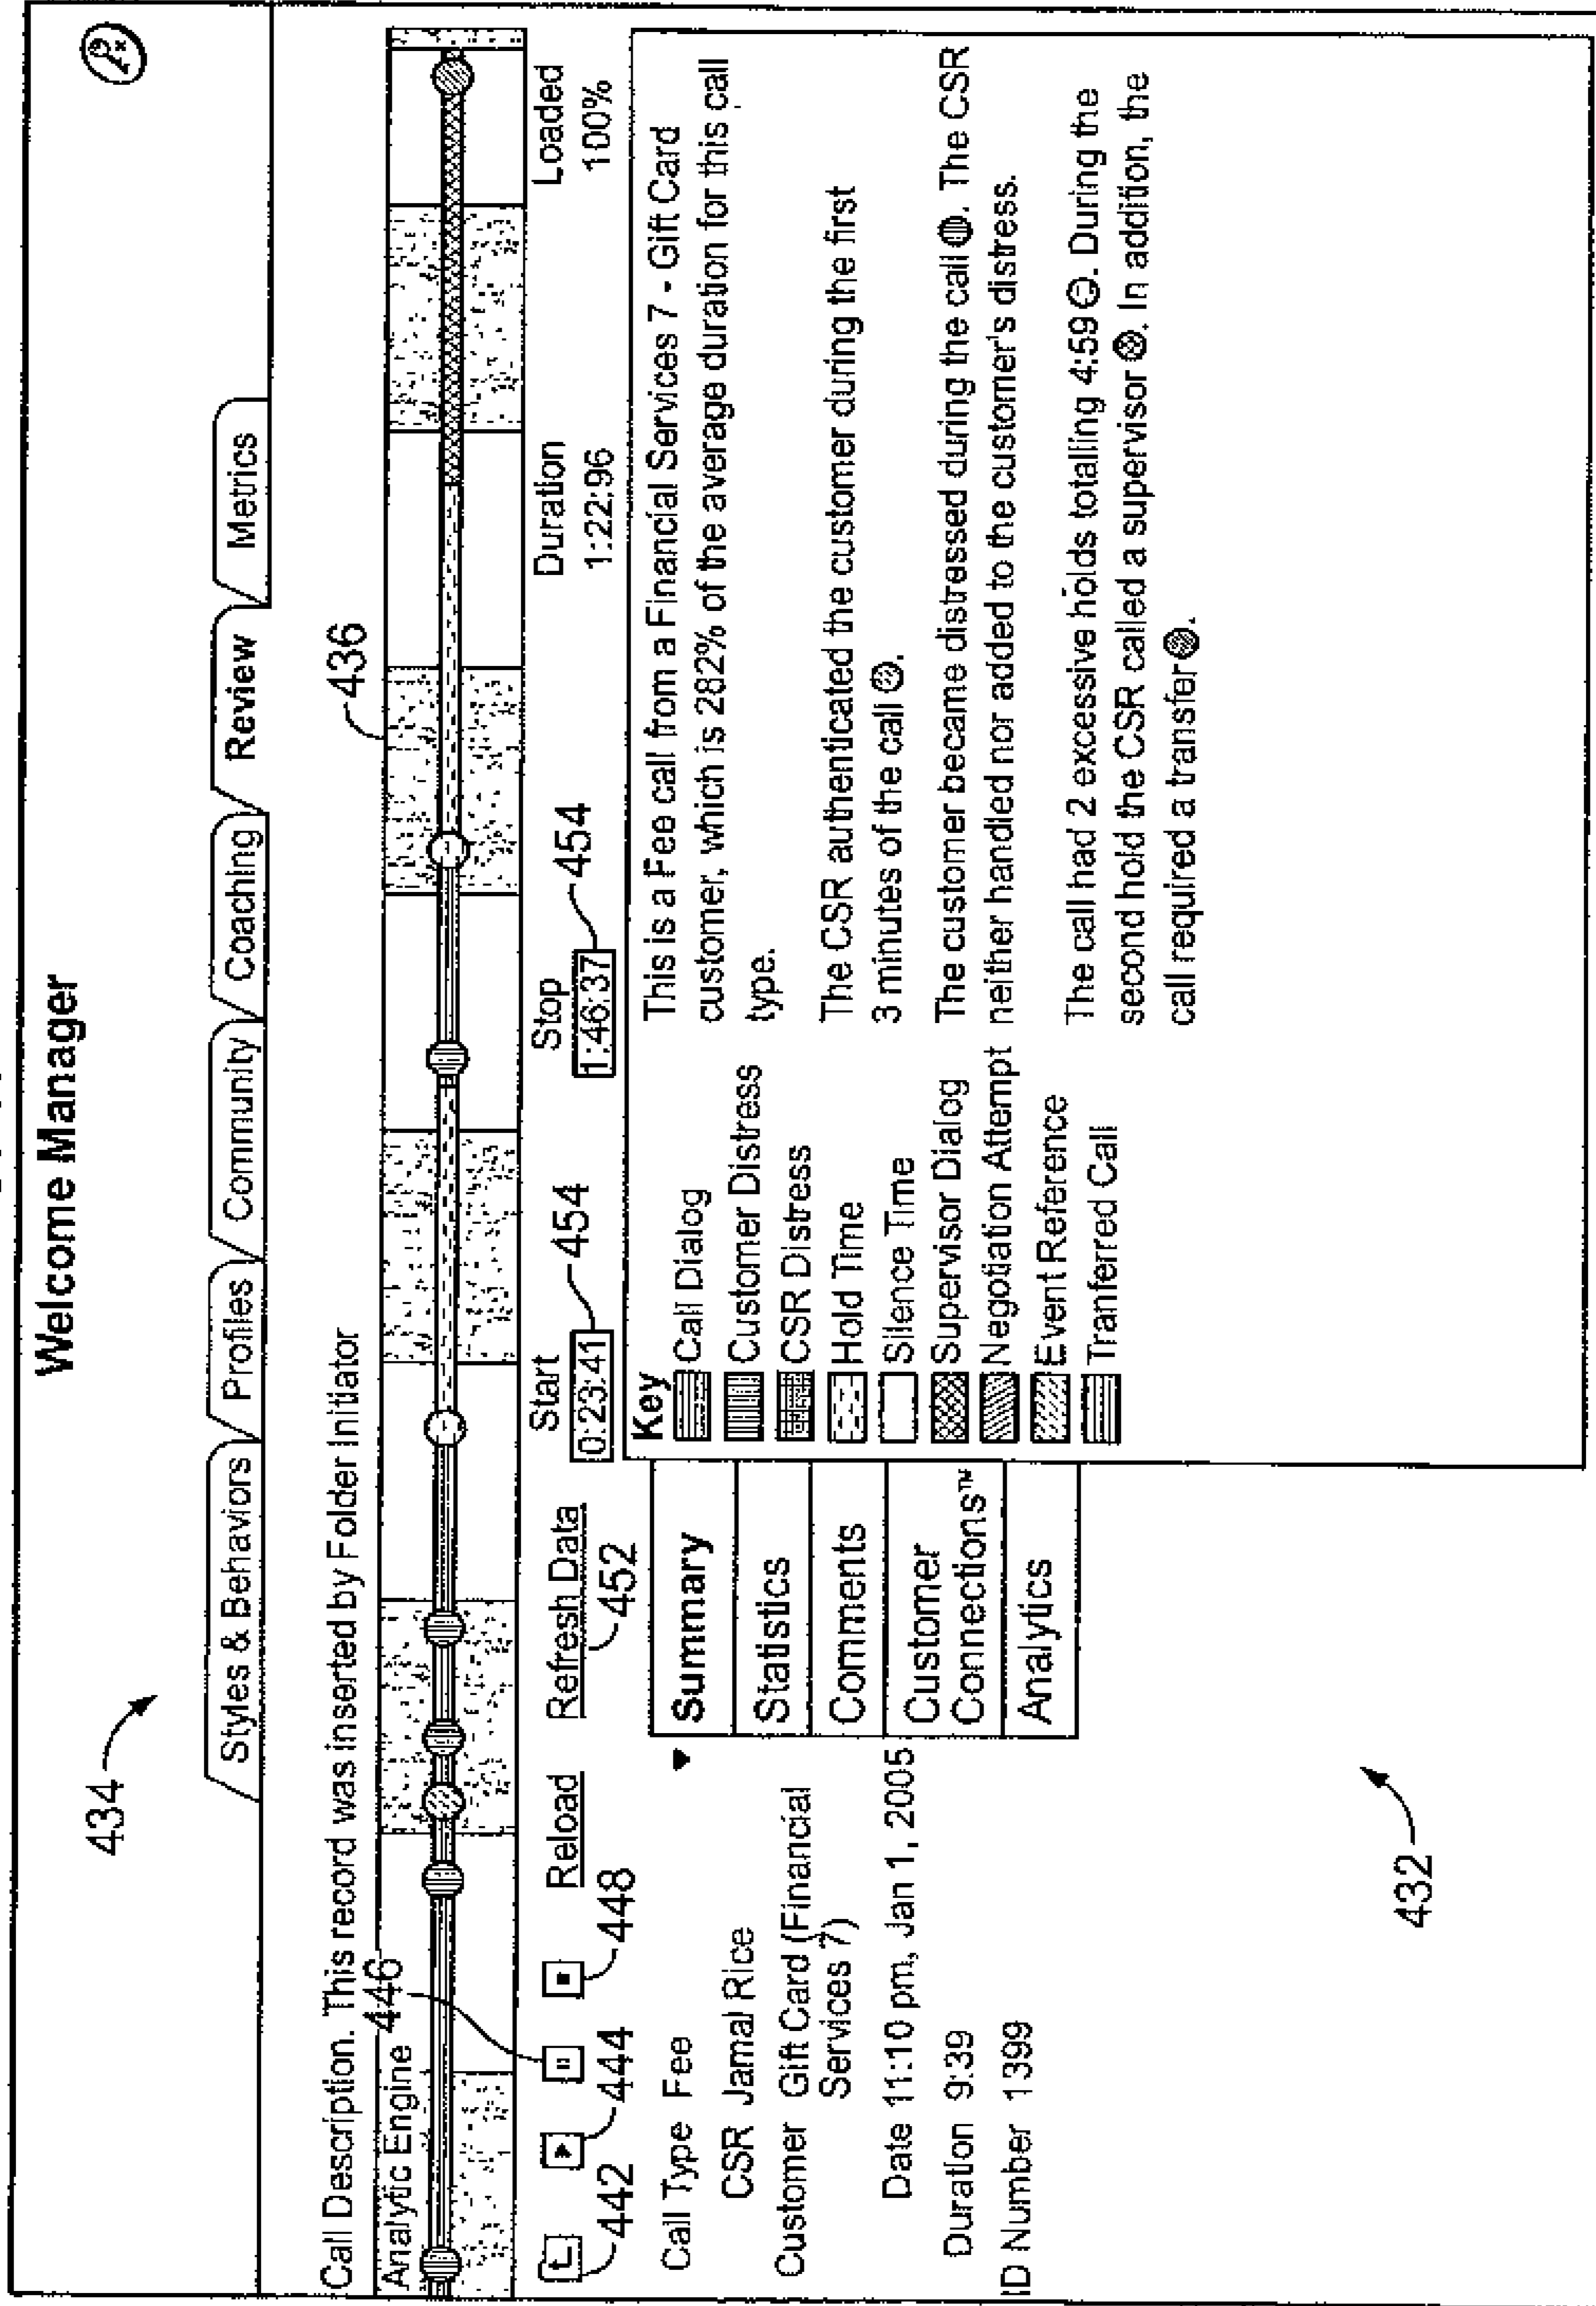 Welcome Manager
434
Styles & Behaviors
Profiles
Community
Coaching
Review
Metrics
Call Description. This record was inserted by Folder Initiator
436
Analytic Engine
446
442
444
448
Reload
Refresh Data
452
Start
0:23:41
454
Stop
1:46:37
454
Duration
1:22:96
Loaded
100%
Call Type Fee
CSR Jamal Rice
Customer Gift Card (Financial
Services 7)
Date 11:10 pm, Jan 1, 2005
Duration 9:39
ID Number 1399
Summary
Statistics
Comments
Customer
Connections™
Analytics
Key
Call Dialog
Customer Distress
CSR Distress
Hold Time
Silence Time
Supervisor Dialog
Negotiation Attempt
Event Reference
Tranferred Call
This is a Fee call from a Financial Services 7 - Gift Card
customer, which is 282% of the average duration for this call
type.
The CSR authenticated the customer during the first
3 minutes of the call.
The customer became distressed during the call. The CSR
neither handled nor added to the customer's distress.
The call had 2 excessive holds totalling 4:59. During the
second hold the CSR called a supervisor. In addition, the
call required a transfer.
432